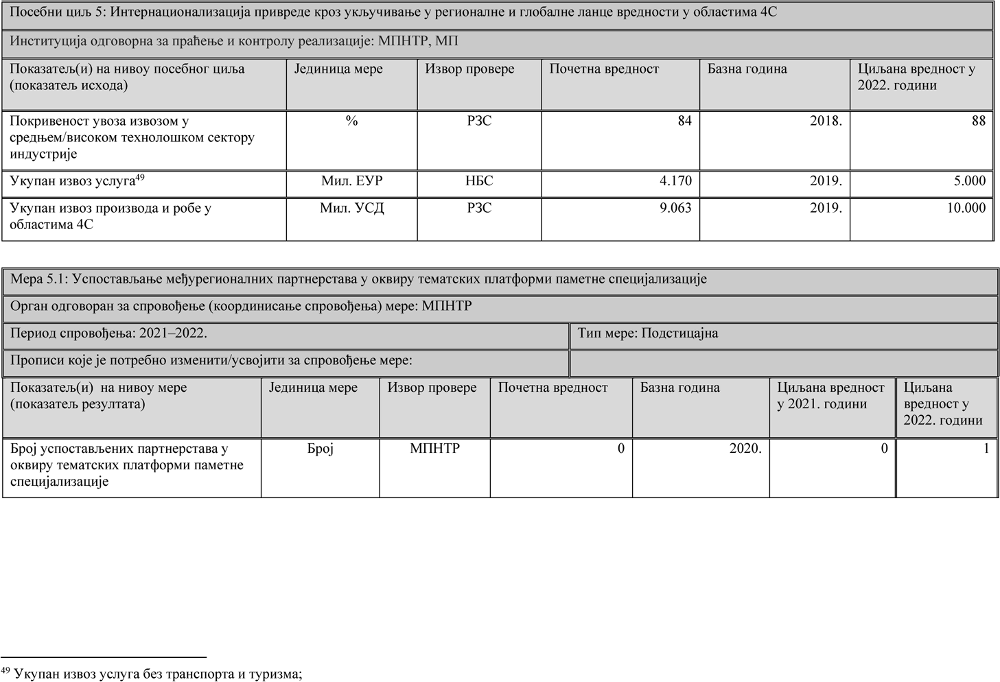 Посебни циљ 5: Интернационализација привреде кроз укључивање у регионалне и глобалне ланце вредности у областима 4С
Институција одговорна за праћење и контролу реализације: МПНТР, МП
Показатељ(и) на нивоу посебног циља (показатељ исхода) Јединица мере Извор провере Почетна вредност Базна година Циљана вредност у 2022. години
Покривеност увоза извозом у средњем/високом технолошком сектору индустрије % РЗС 84 2018. 88
Укупан извоз услуга49 Мил. ЕУР НБС 4.170 2019. 5.000
Укупан извоз производа и робе у областима 4С Мил. УСД РЗС 9.063 2019. 10.000
Мера 5.1: Успостављање међурегионалних партнерстава у оквиру тематских платформи паметне специјализације
Орган одговоран за спровођење (координисање спровођења) мере: МПНТР
Период спровођења: 2021–2022. Тип мере: Подстицајна
Прописи које је потребно изменити/усвојити за спровођење мере:
Показатељ(и) на нивоу мере (показатељ резултата) Јединица мере Извор провере Почетна вредност Базна година Циљана вредност у 2021. години Циљана вредност у 2022. години
Број успостављених партнерстава у оквиру тематских платформи паметне специјализације Број МПНТР 0 2020. 0 1
49 Укупан извоз услуга без транспорта и туризма;